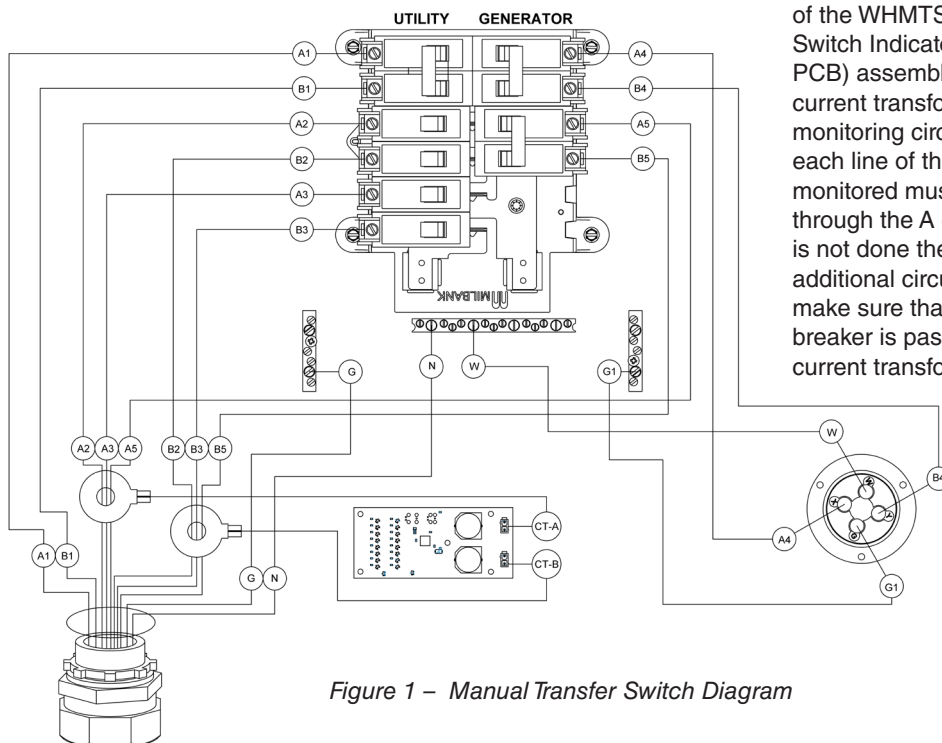 UTILITY GENERATOR
A1
B1
A2
B2
A3
B3
A4
B4
A5
B5
MILBANK
G
N
W
G1
A2 A3 A5
B2 B3 B5
W
B4
A4
G1
CT-A
CT-B
A1 B1
G N
Figure 1 – Manual Transfer Switch Diagram
of the WHMTS
Switch Indicato
PCB) assembl
current transfo
monitoring circ
each line of th
monitored mus
through the A
is not done the
additional circu
make sure tha
breaker is pas
current transfo